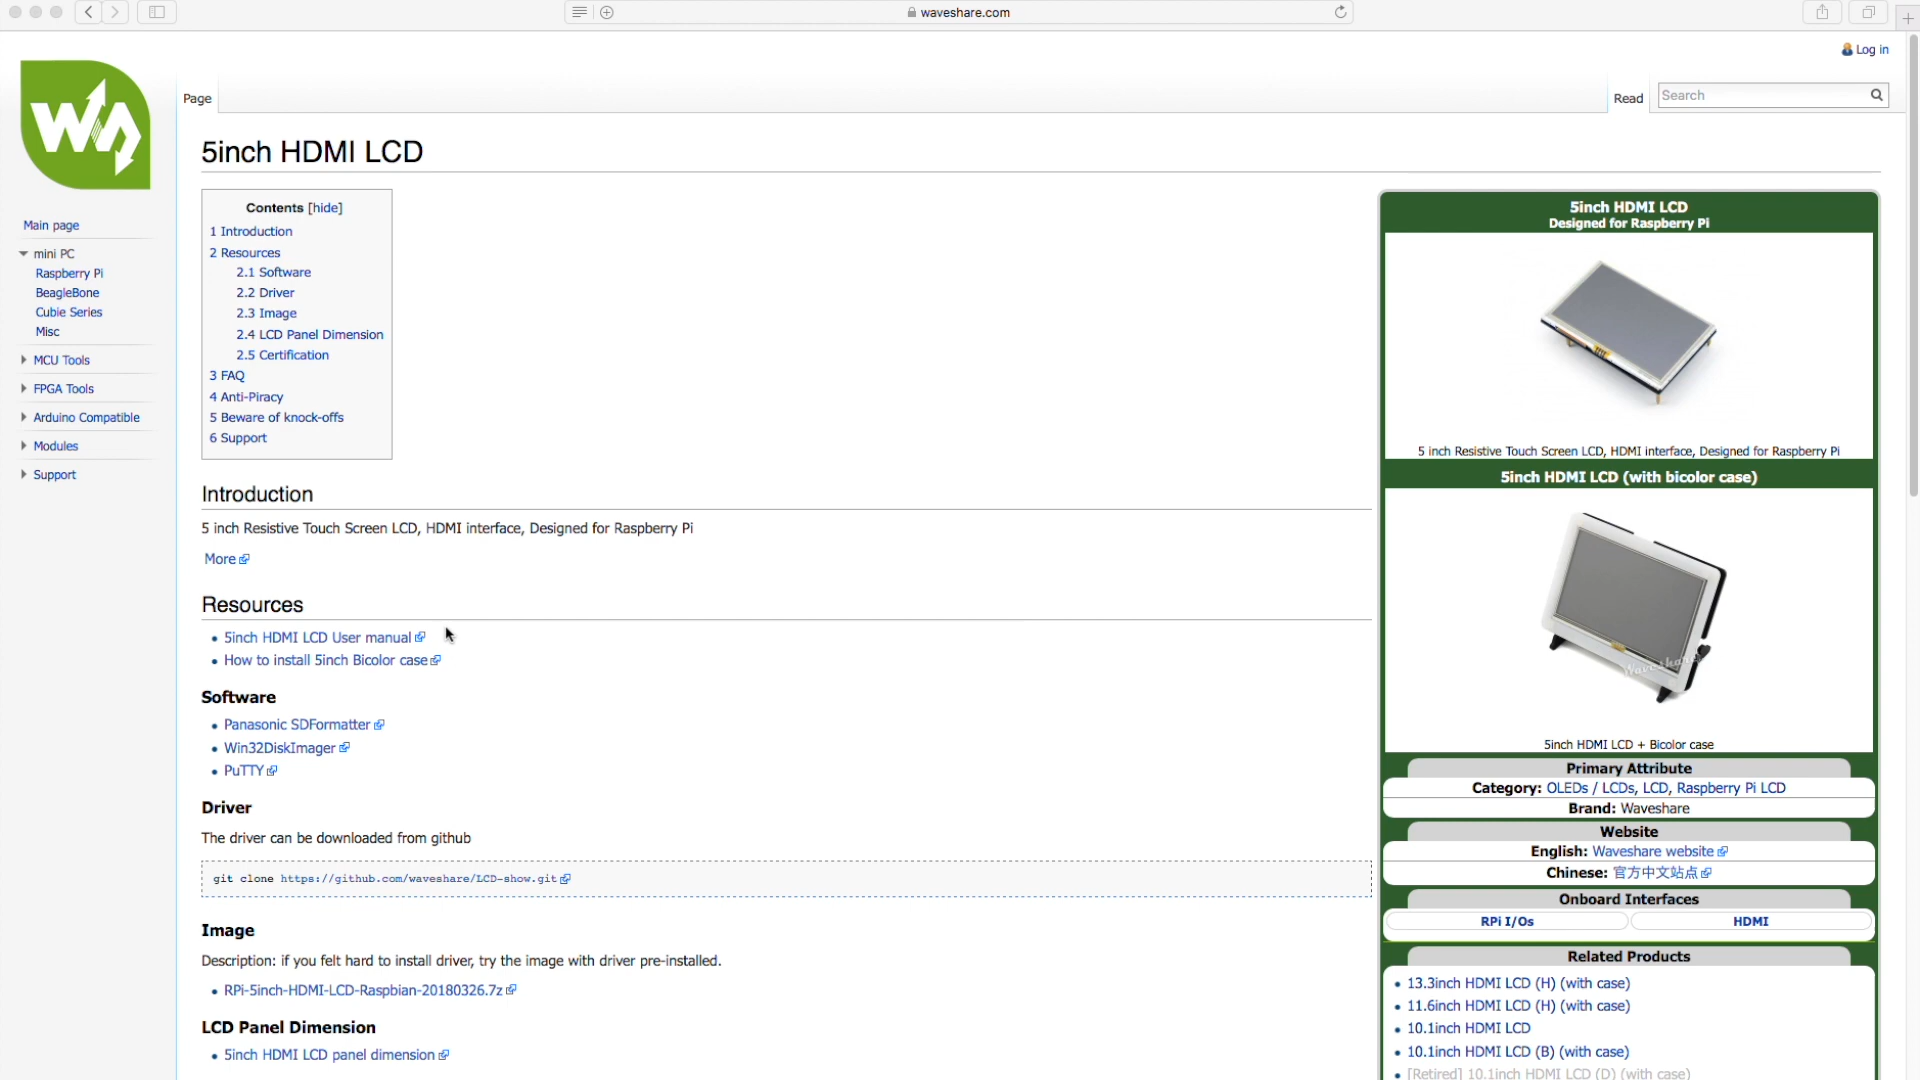 waveshare.com
Log in
Page
Read
Search
5inch HDMI LCD
Main page
mini PC
Raspberry Pi
BeagleBone
Cubie Series
Misc
MCU Tools
FPGA Tools
Arduino Compatible
Modules
Support
Contents [hide]
1 Introduction
2 Resources
2.1 Software
2.2 Driver
2.3 Image
2.4 LCD Panel Dimension
2.5 Certification
3 FAQ
4 Anti-Piracy
5 Beware of knock-offs
6 Support
Introduction
5 inch Resistive Touch Screen LCD, HDMI interface, Designed for Raspberry Pi
More
Resources
• 5inch HDMI LCD User manual
• How to install 5inch Bicolor case
Software
• Panasonic SDFormatter
• Win32DiskImager
• PuTTY
Driver
The driver can be downloaded from github
git clone https://github.com/waveshare/LCD-show.git
Image
Description: if you felt hard to install driver, try the image with driver pre-installed.
• RPi-5inch-HDMI-LCD-Raspbian-20180326.7z
LCD Panel Dimension
• 5inch HDMI LCD panel dimension
5inch HDMI LCD
Designed for Raspberry Pi
5 inch Resistive Touch Screen LCD, HDMI interface, Designed for Raspberry Pi
5inch HDMI LCD (with bicolor case)
Waveshare
5inch HDMI LCD + Bicolor case
Primary Attribute
Category: OLEDs / LCDs, LCD, Raspberry Pi LCD
Brand: Waveshare
Website
English: Waveshare website
Chinese: 官方中文站点
Onboard Interfaces
RPi I/Os
HDMI
Related Products
• 13.3inch HDMI LCD (H) (with case)
• 11.6inch HDMI LCD (H) (with case)
• 10.1inch HDMI LCD
• 10.1inch HDMI LCD (B) (with case)
• [Retired] 10.1inch HDMI LCD (D) (with case)